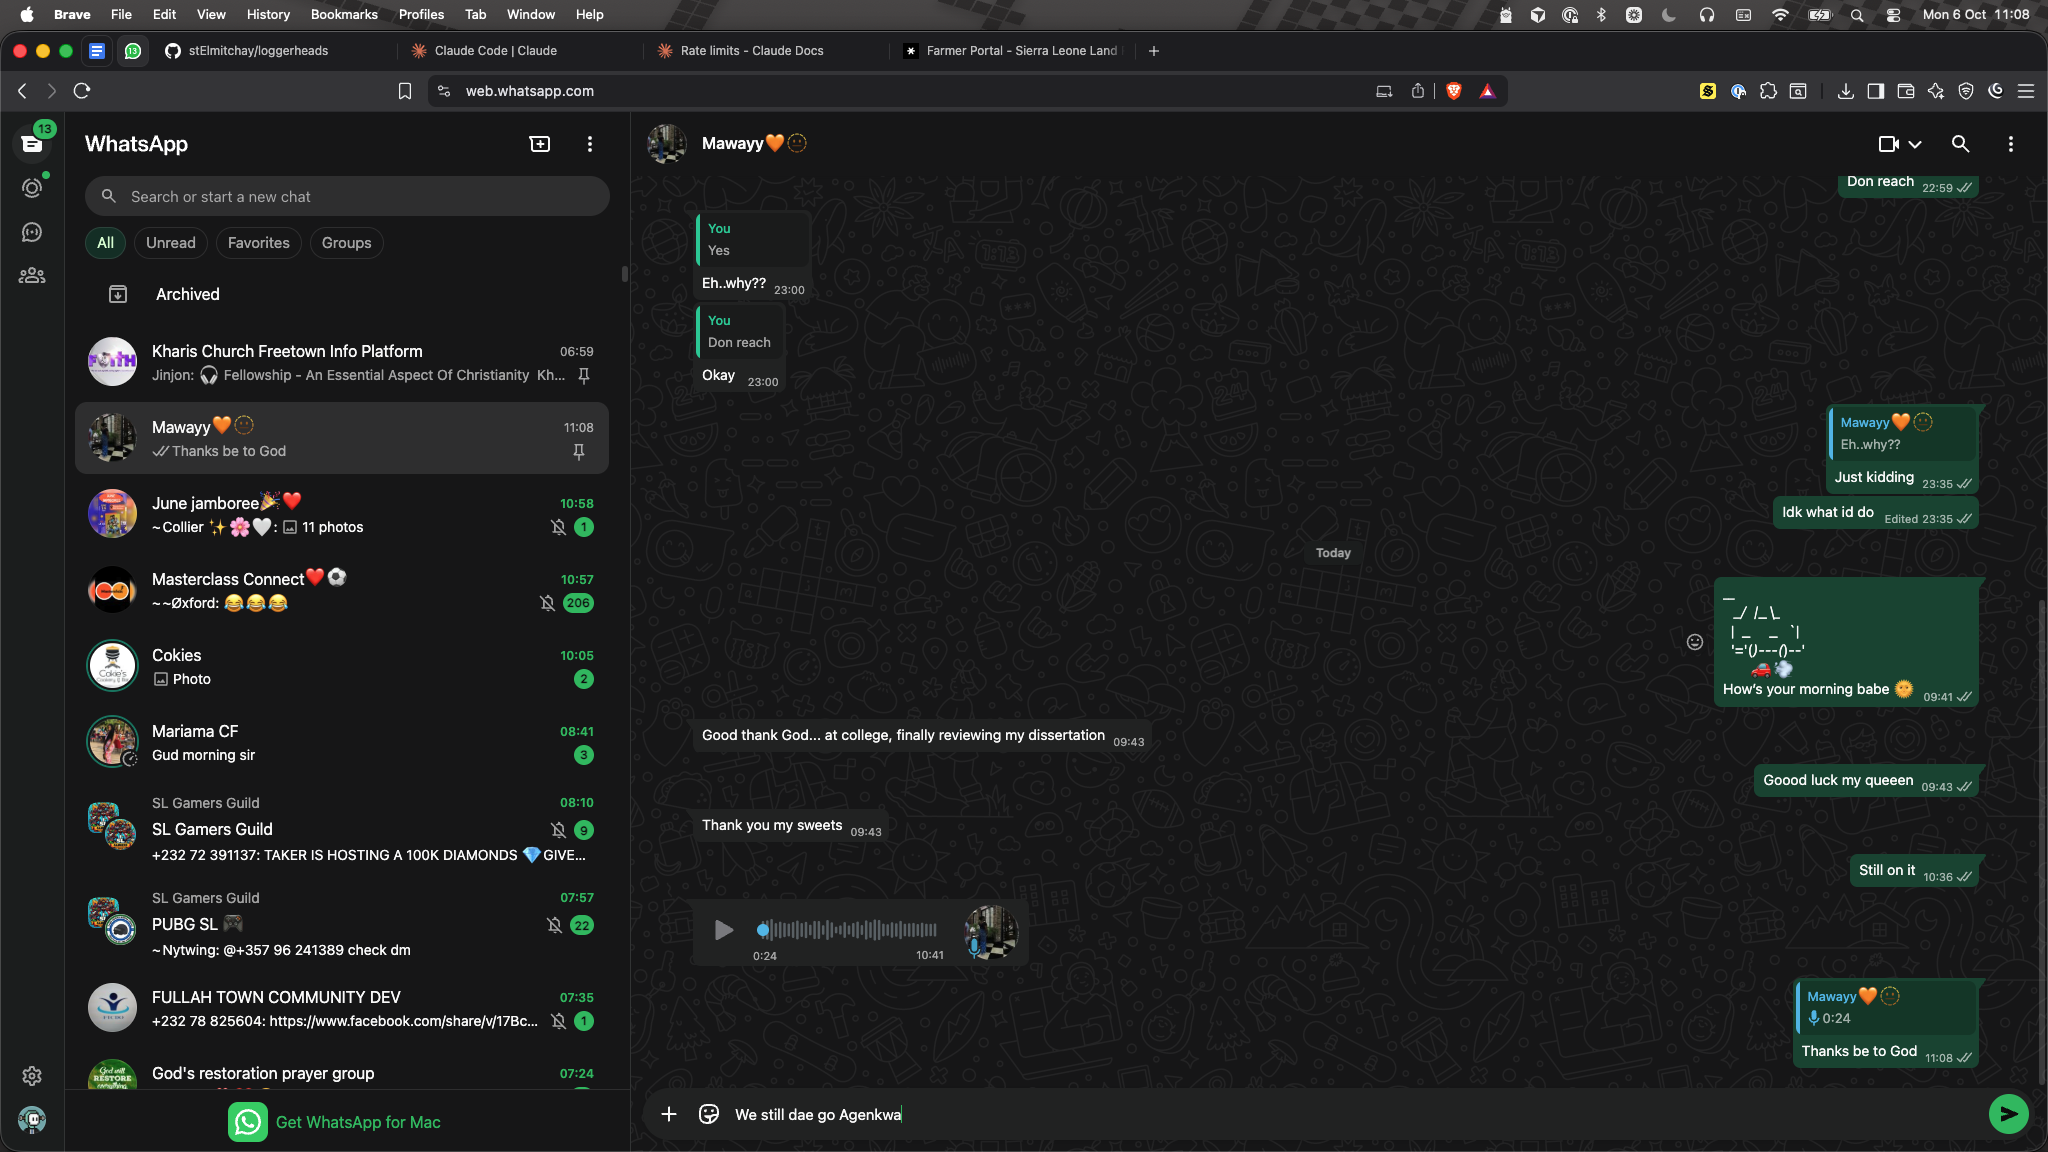 Brave File Edit View History Bookmarks Profiles Tab Window Help Mon 6 Oct 11:08
13 stElmitchay/loggerheads Claude Code | Claude Rate limits - Claude Docs Farmer Portal - Sierra Leone Land
web.whatsapp.com
13
WhatsApp
Search or start a new chat
All Unread Favorites Groups
Archived
Kharis Church Freetown Info Platform 06:59
Jinjon: 🎧 Fellowship - An Essential Aspect Of Christianity Kh...
Mawayy🧡🫥 11:08
Thanks be to God
June jamboree🎉❤️ 10:58
~Collier ✨🌸🤍: 11 photos 1
Masterclass Connect❤️⚽ 10:57
~~Øxford: 😂😂😂 206
Cokies 10:05
Photo 2
Mariama CF 08:41
Gud morning sir 3
SL Gamers Guild 08:10
SL Gamers Guild 9
+232 72 391137: TAKER IS HOSTING A 100K DIAMONDS 💎GIVE...
SL Gamers Guild 07:57
PUBG SL 🎮 22
~Nytwing: @+357 96 241389 check dm
FULLAH TOWN COMMUNITY DEV 07:35
+232 78 825604: https://www.facebook.com/share/v/17Bc... 1
God's restoration prayer group 07:24
Get WhatsApp for Mac
Mawayy🧡🫥
Don reach 22:59
You
Yes
Eh..why?? 23:00
You
Don reach
Okay 23:00
Mawayy🧡🫥
Eh..why??
Just kidding 23:35
Idk what id do Edited 23:35
Today
__
_/ /_\_
| _ _ `|
'='()---()--'
🚗💨
How's your morning babe 🌞 09:41
Good thank God... at college, finally reviewing my dissertation 09:43
Goood luck my queeen 09:43
Thank you my sweets 09:43
Still on it 10:36
0:24 10:41
Mawayy🧡🫥
0:24
Thanks be to God 11:08
We still dae go Agenkwa